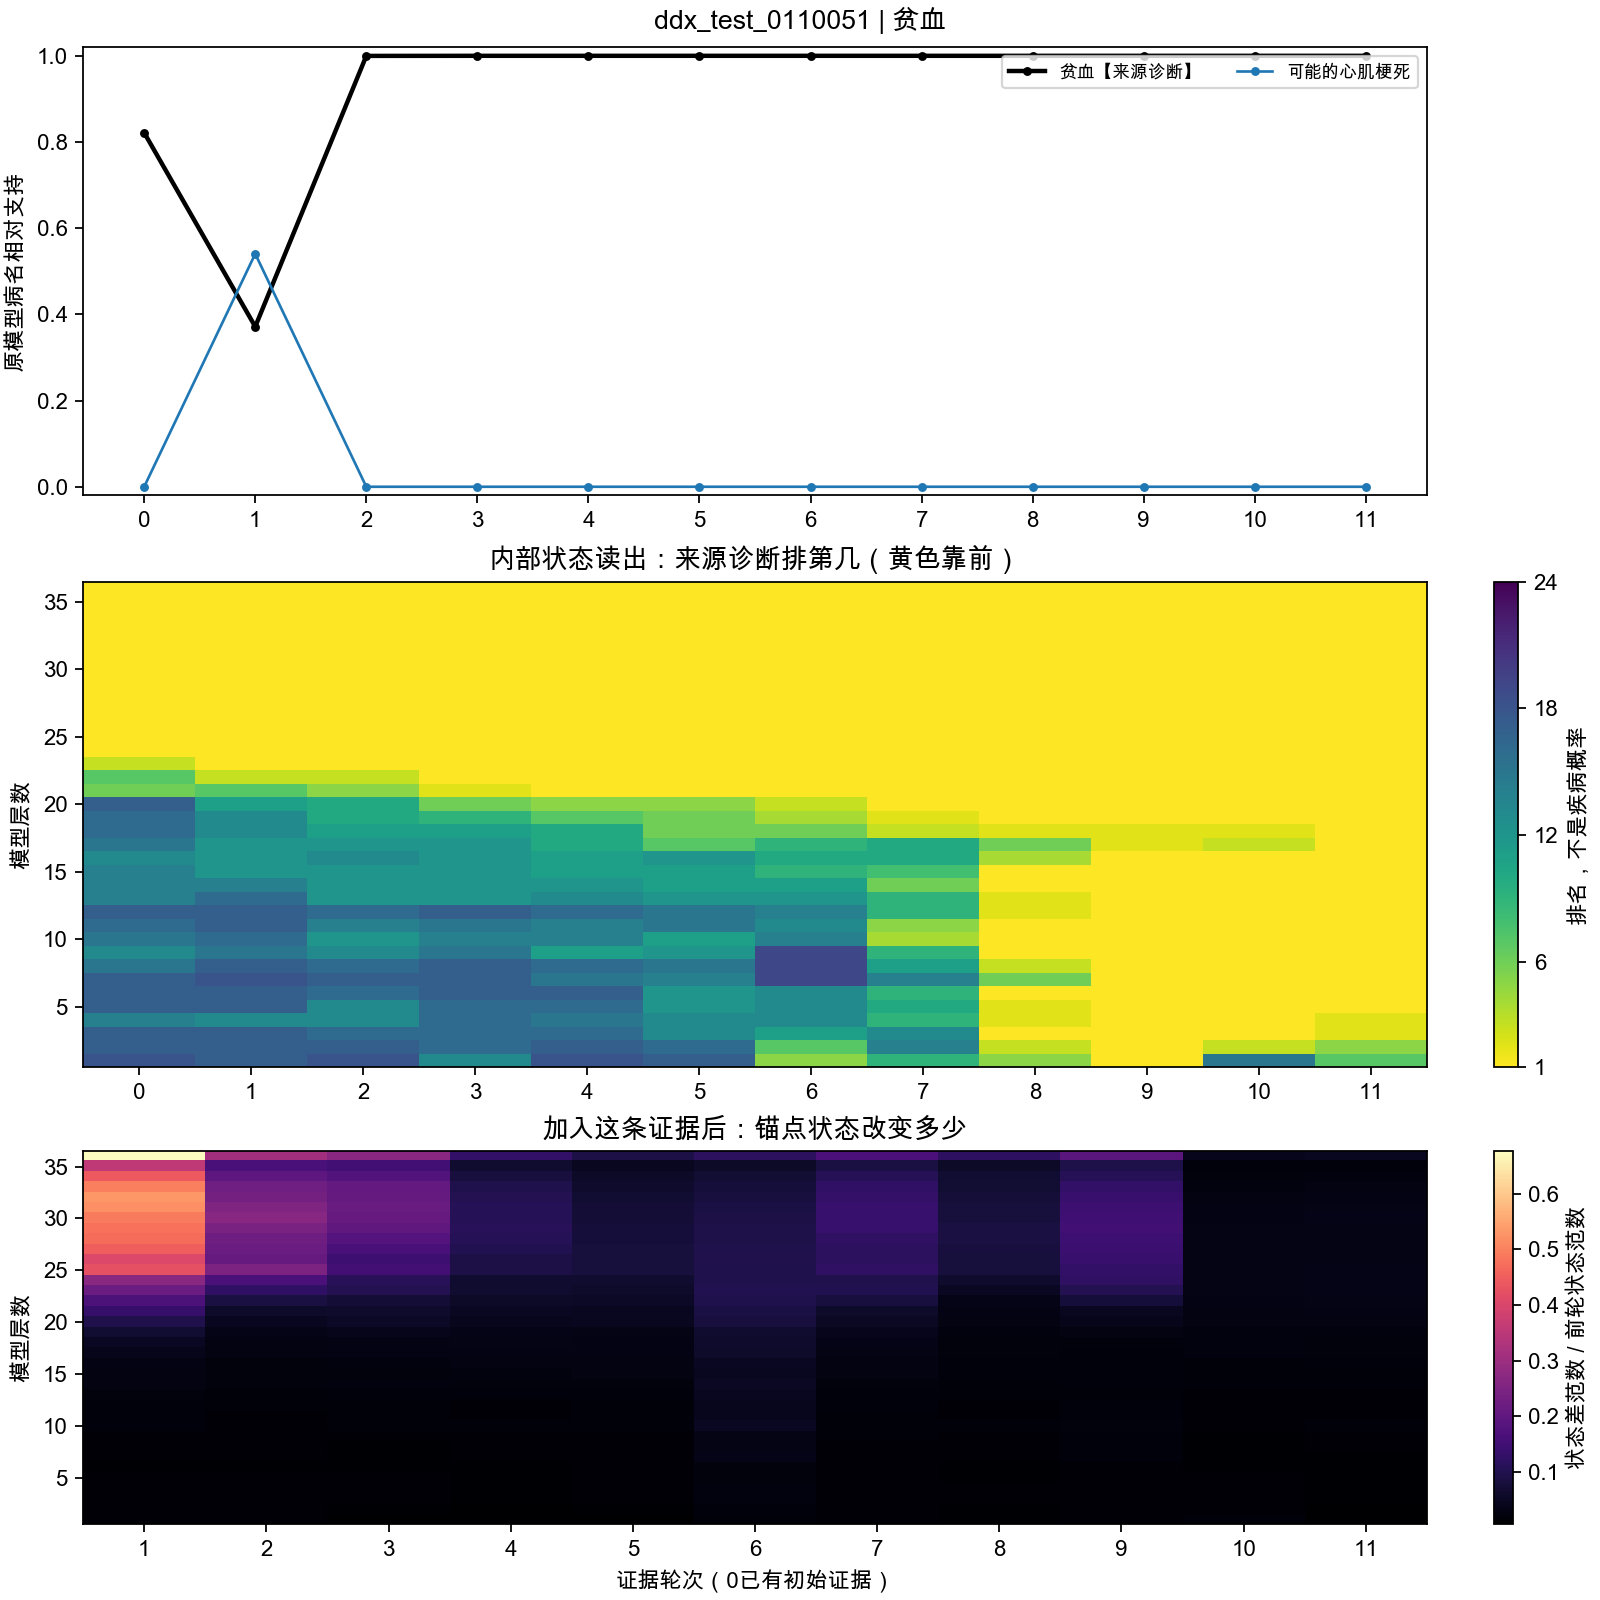 ddx_test_0110051 | 贫血
1.0
0.8
0.6
0.4
0.2
0.0
原模型病名相对支持
贫血【来源诊断】 可能的心肌梗死
0 1 2 3 4 5 6 7 8 9 10 11
内部状态读出：来源诊断排第几（黄色靠前）
35
30
25
20
15
10
5
模型层数
0 1 2 3 4 5 6 7 8 9 10 11
24
18
12
6
1
排名，不是疾病概率
加入这条证据后：锚点状态改变多少
35
30
25
20
15
10
5
模型层数
1 2 3 4 5 6 7 8 9 10 11
证据轮次（0已有初始证据）
0.6
0.5
0.4
0.3
0.2
0.1
状态差范数 / 前轮状态范数